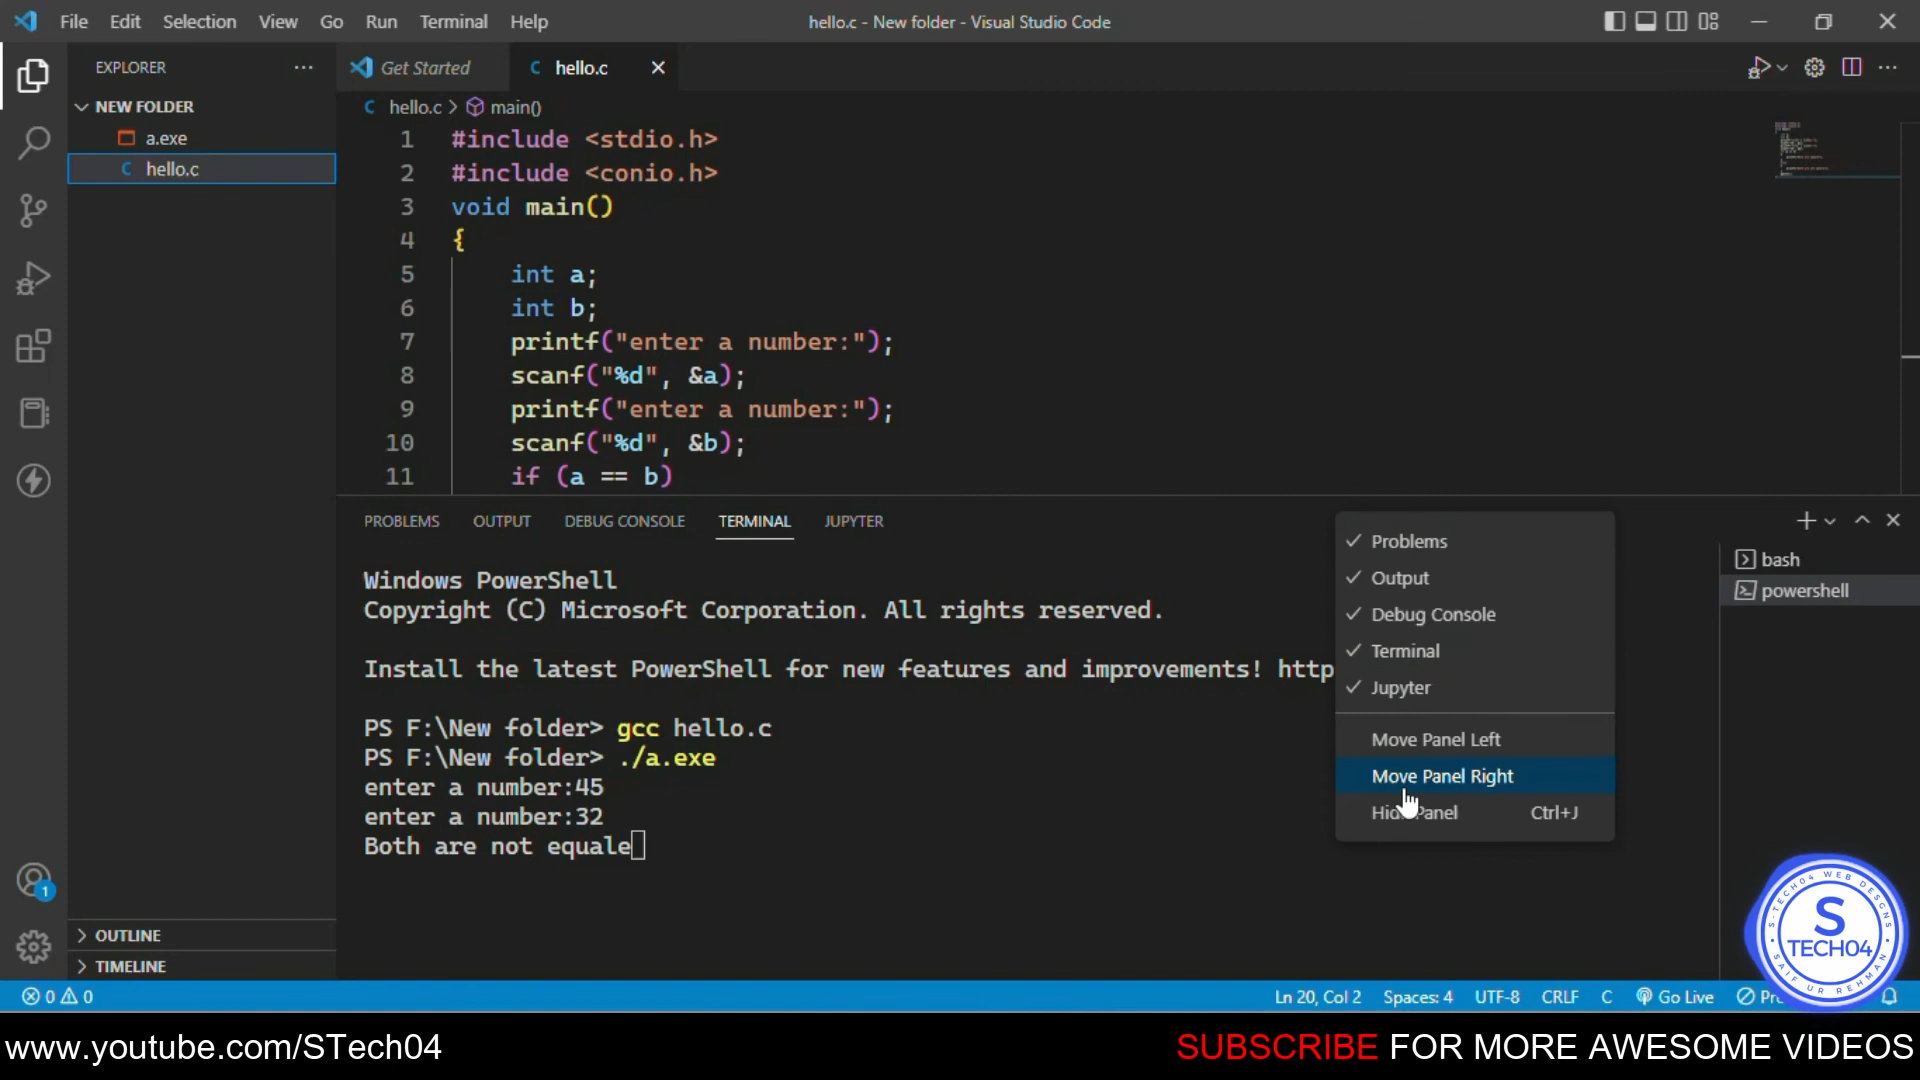 File Edit Selection View Go Run Terminal Help
hello.c - New folder - Visual Studio Code
EXPLORER
Get Started
hello.c
NEW FOLDER
a.exe
hello.c
hello.c > main()
1 #include <stdio.h>
2 #include <conio.h>
3 void main()
4 {
5 int a;
6 int b;
7 printf("enter a number:");
8 scanf("%d", &a);
9 printf("enter a number:");
10 scanf("%d", &b);
11 if (a == b)
PROBLEMS OUTPUT DEBUG CONSOLE TERMINAL JUPYTER
Windows PowerShell
Copyright (C) Microsoft Corporation. All rights reserved.
Install the latest PowerShell for new features and improvements! http
PS F:\New folder> gcc hello.c
PS F:\New folder> ./a.exe
enter a number:45
enter a number:32
Both are not equale
Problems
Output
Debug Console
Terminal
Jupyter
Move Panel Left
Move Panel Right
Hide Panel Ctrl+J
bash
powershell
1
OUTLINE
TIMELINE
S-TECH04 WEB DESGNS
S
TECH04
SAIF UR REHMAN
0 0
Ln 20, Col 2 Spaces: 4 UTF-8 CRLF C Go Live
www.youtube.com/STech04
SUBSCRIBE FOR MORE AWESOME VIDEOS